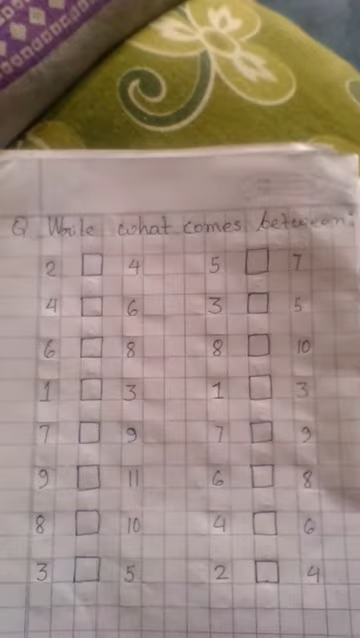 Q Write what comes between.
2 □ 4 5 □ 7
4 □ 6 3 □ 5
6 □ 8 8 □ 10
1 □ 3 1 □ 3
7 □ 9 7 □ 9
9 □ 11 6 □ 8
8 □ 10 4 □ 6
3 □ 5 2 □ 4